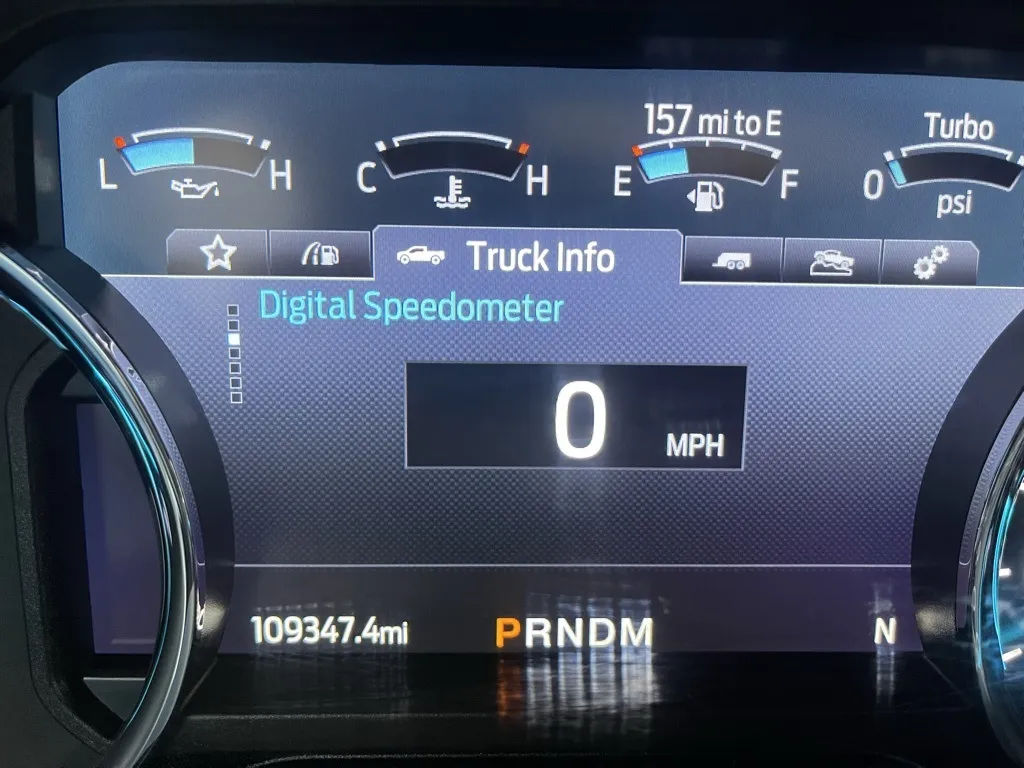 157 mi to E
Turbo
L H C H E F 0
psi
Truck Info
Digital Speedometer
0 MPH
109347.4mi PRNDM N